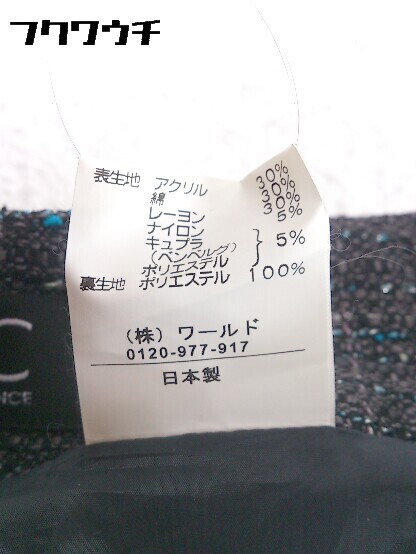 フクワウチ
表生地 アクリル 30%
綿 30%
レーヨン 30%
ナイロン 5%
キュプラ
(ベンベルグ) } 5%
ポリエステル
裏生地 ポリエステル 100%
(株) ワールド
0120-977-917
日本製
C
NCE